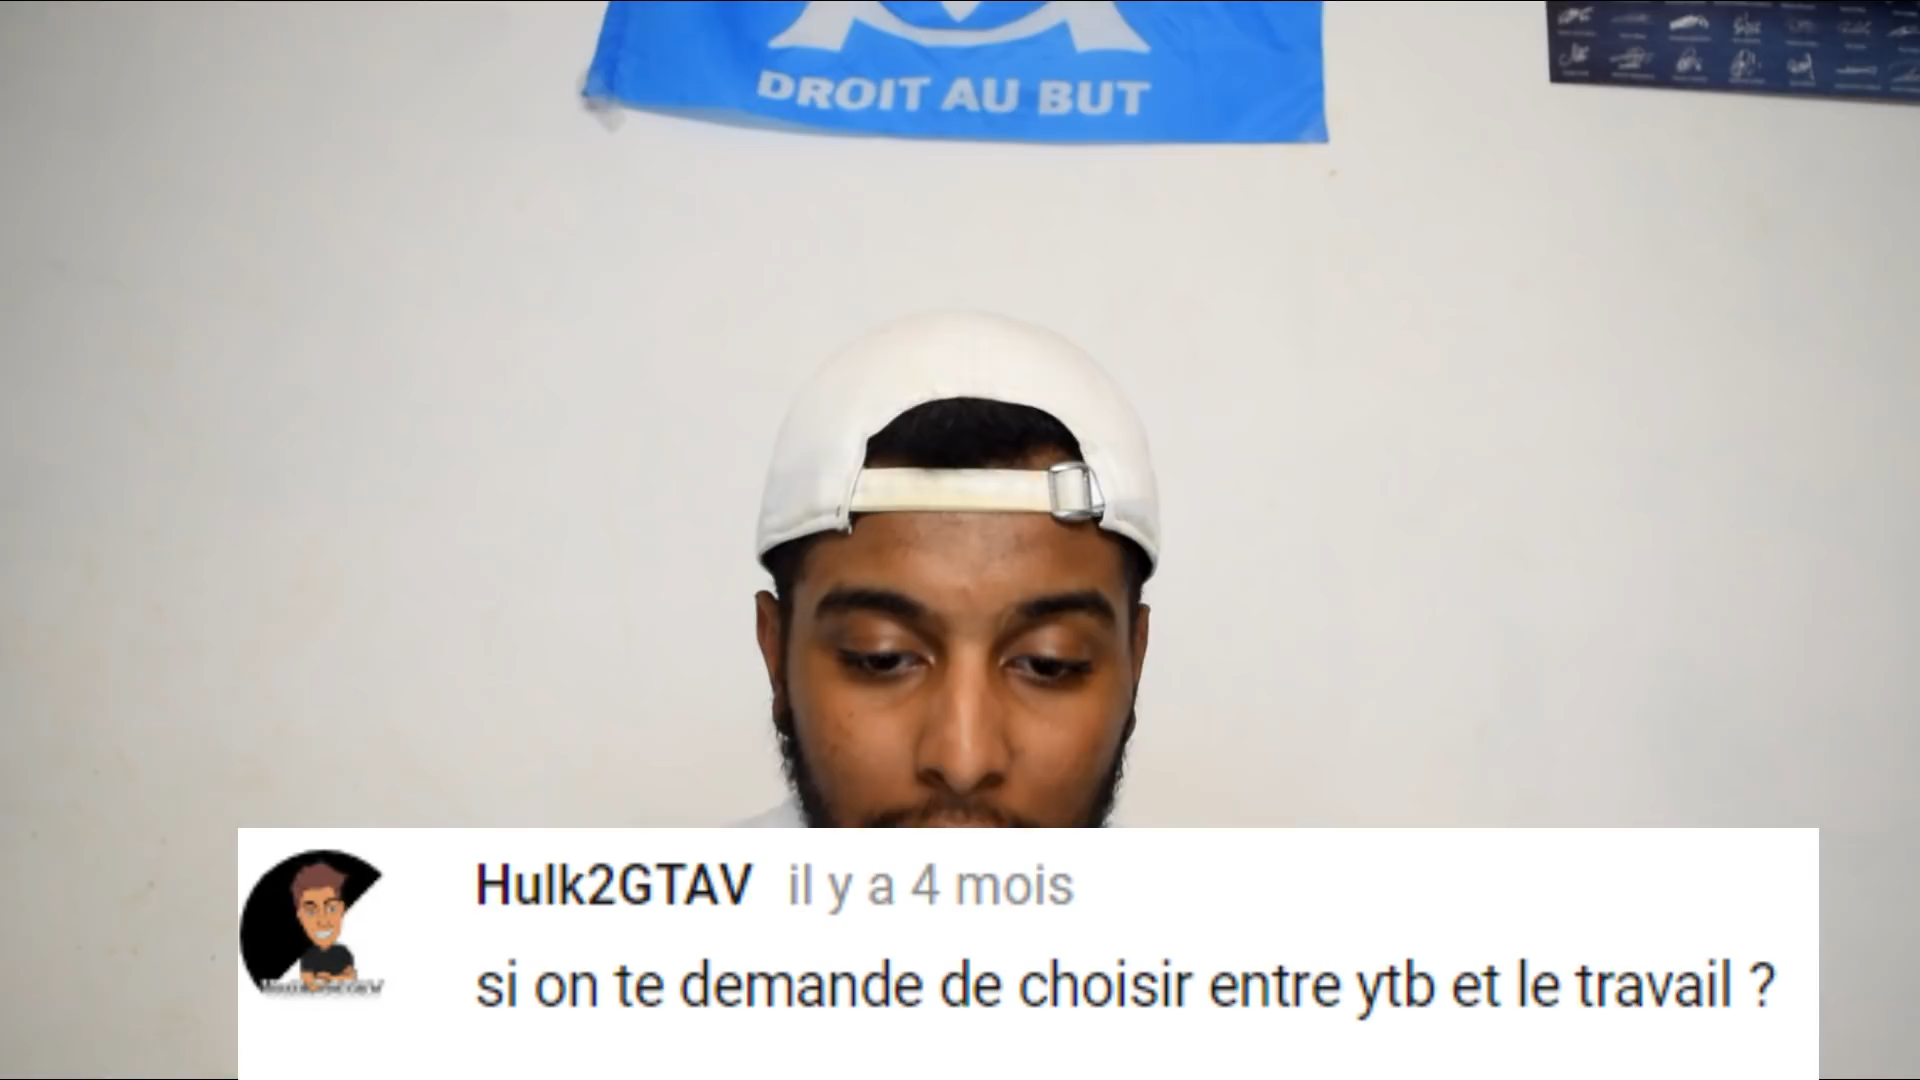 DROIT AU BUT
Hulk2GTAV il y a 4 mois
si on te demande de choisir entre ytb et le travail ?